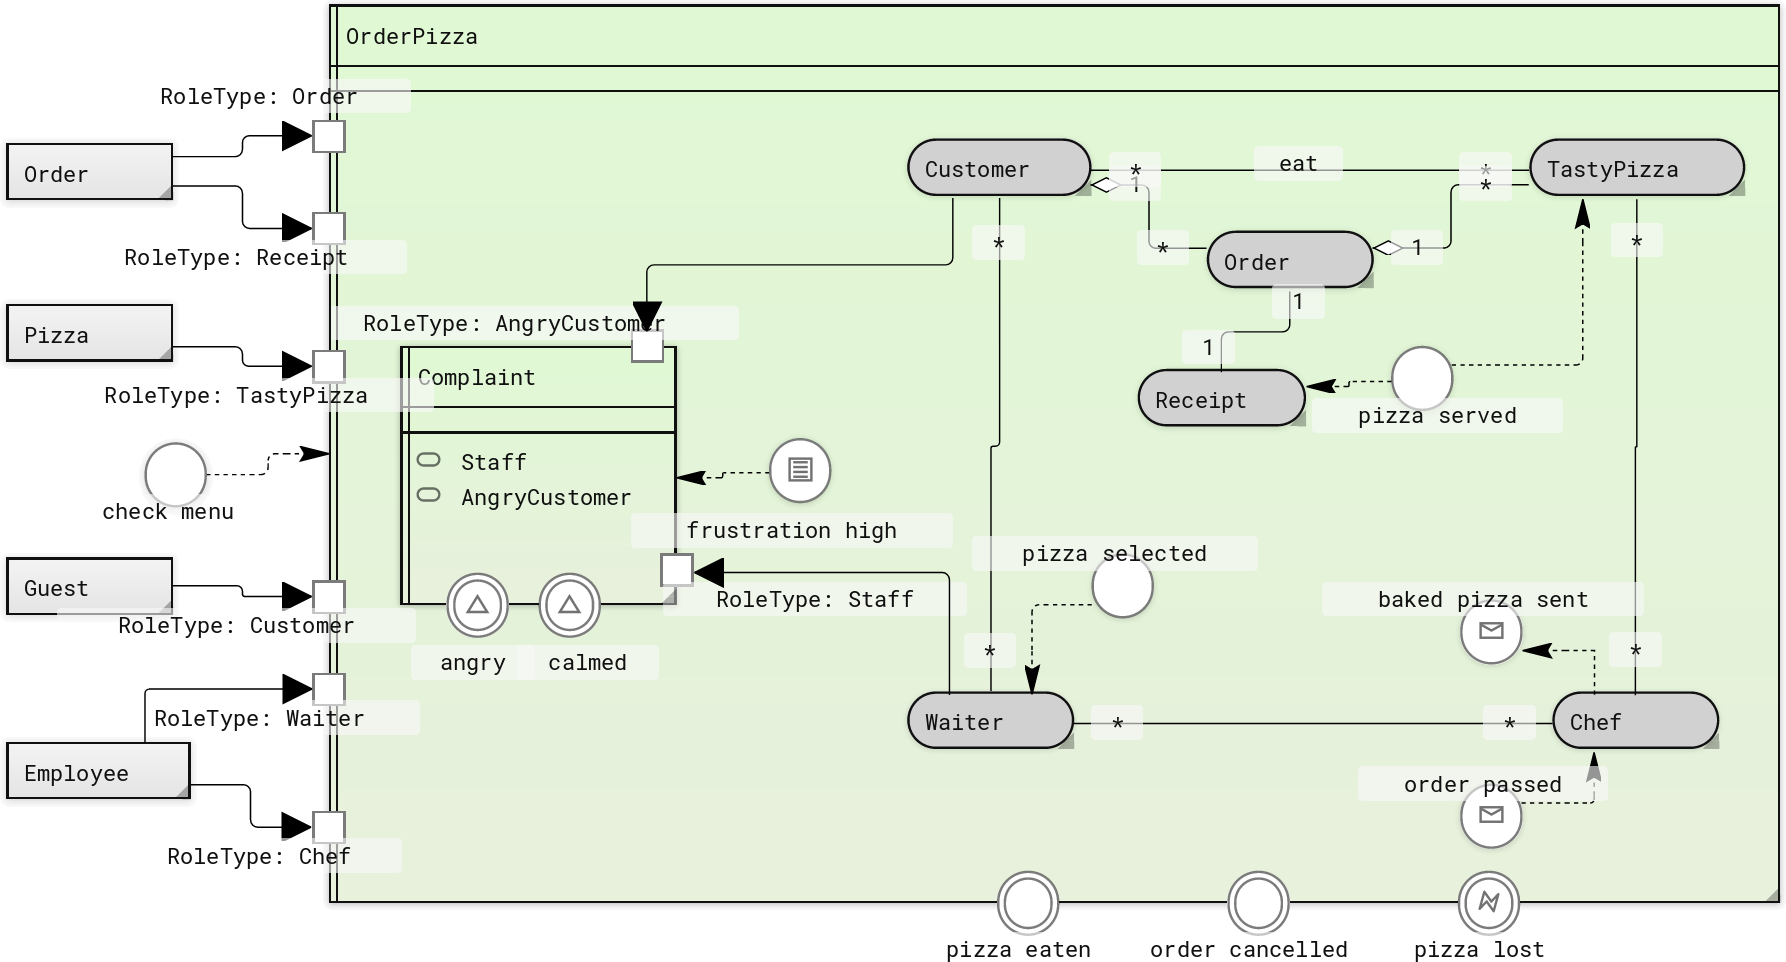 OrderPizza
RoleType: Order
Order
RoleType: Receipt
Pizza
RoleType: TastyPizza
check menu
Guest
RoleType: Customer
RoleType: Waiter
Employee
RoleType: Chef
Customer
*
eat
*
TastyPizza
1
*
*
Order
1
*
*
1
1
Receipt
pizza served
RoleType: AngryCustomer
Complaint
Staff
AngryCustomer
frustration high
RoleType: Staff
angry
calmed
pizza selected
baked pizza sent
*
*
Waiter
*
*
Chef
order passed
pizza eaten
order cancelled
pizza lost